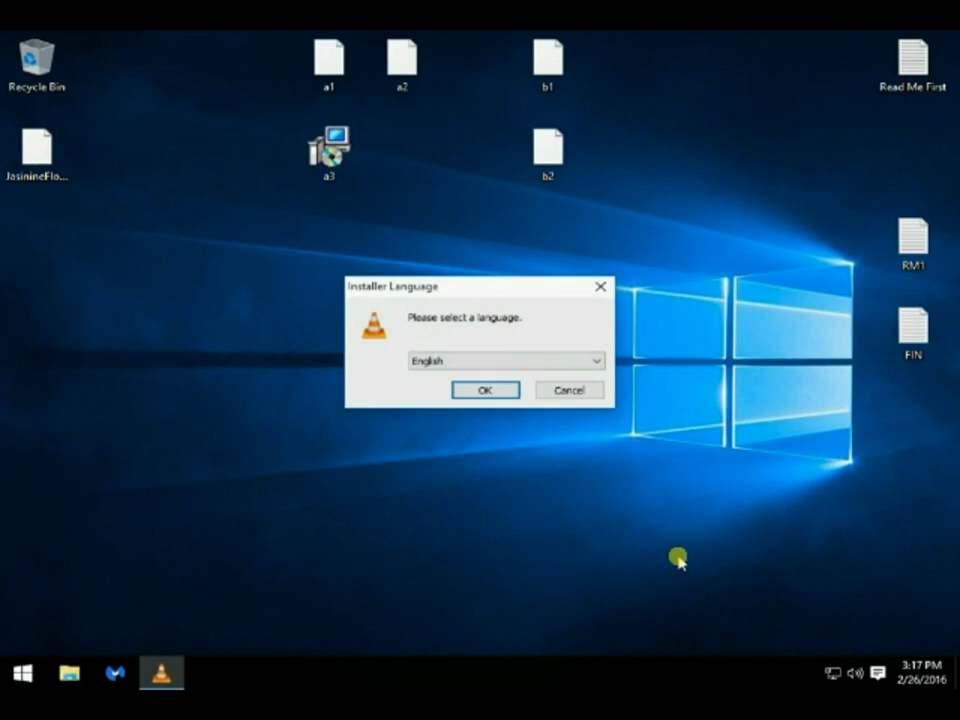 Recycle Bin
a1
a2
b1
Read Me First
JasinineFlo...
a3
b2
RM1
FIN
Installer Language
Please select a language.
English
OK
Cancel
3:17 PM
2/26/2016